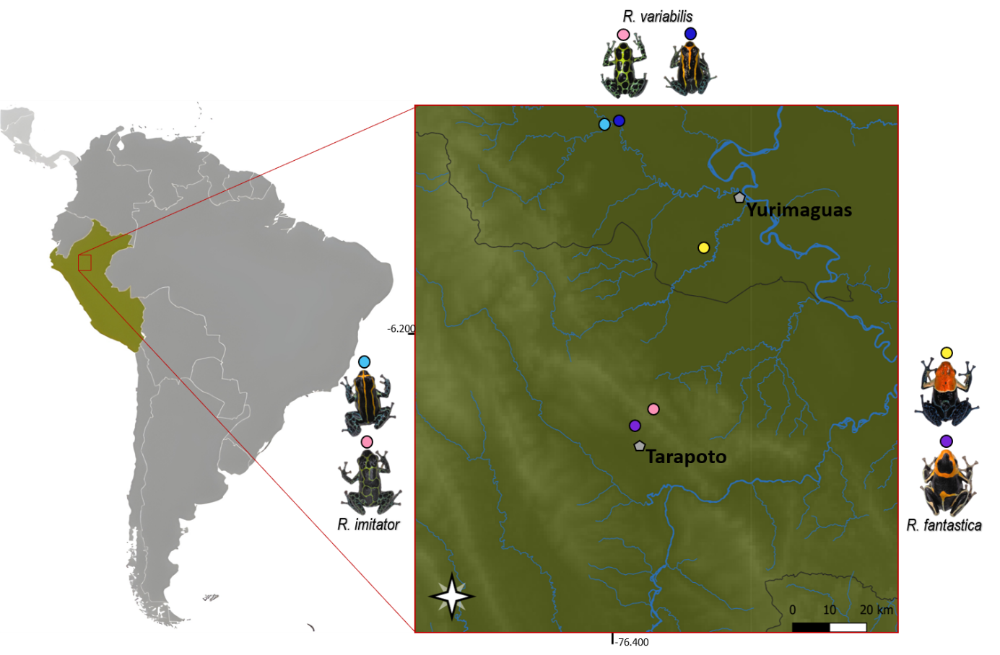 R. variabilis
Yurimaguas
-6.200
Tarapoto
R. imitator
R. fantastica
0 10 20 km
-76.400